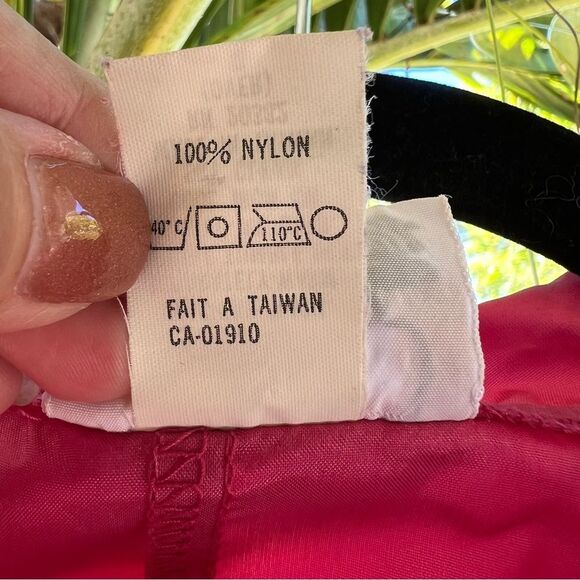 100% NYLON
40°C 110°C
FAIT A TAIWAN
CA-01910